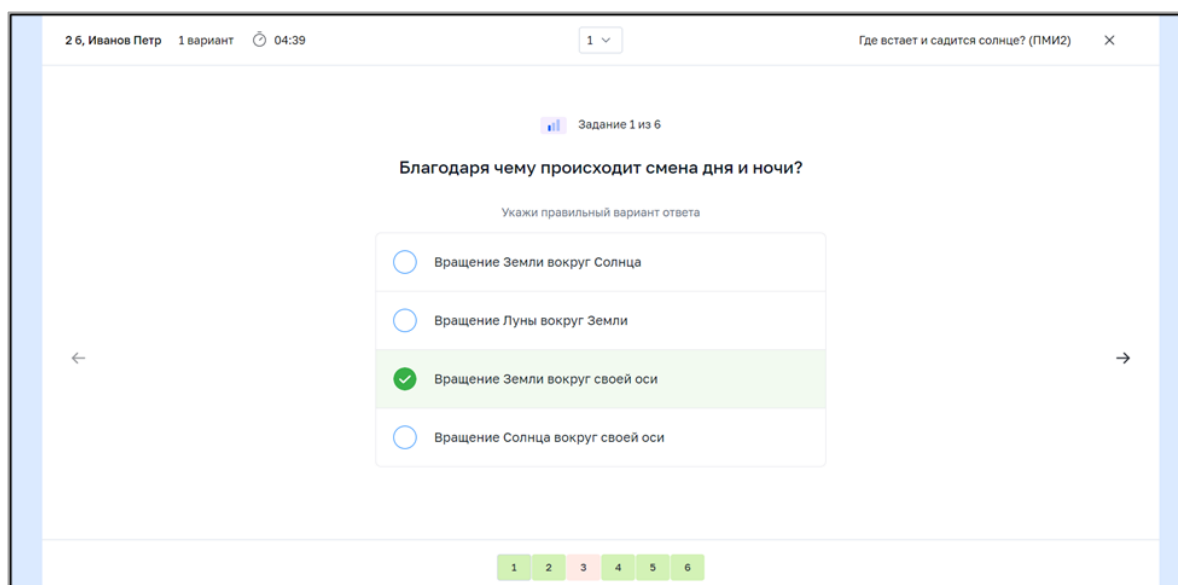 2 б, Иванов Петр 1 вариант 04:39 1 Где встает и садится солнце? (ПМИ2)
Задание 1 из 6
Благодаря чему происходит смена дня и ночи?
Укажи правильный вариант ответа
Вращение Земли вокруг Солнца
Вращение Луны вокруг Земли
Вращение Земли вокруг своей оси
Вращение Солнца вокруг своей оси
1 2 3 4 5 6